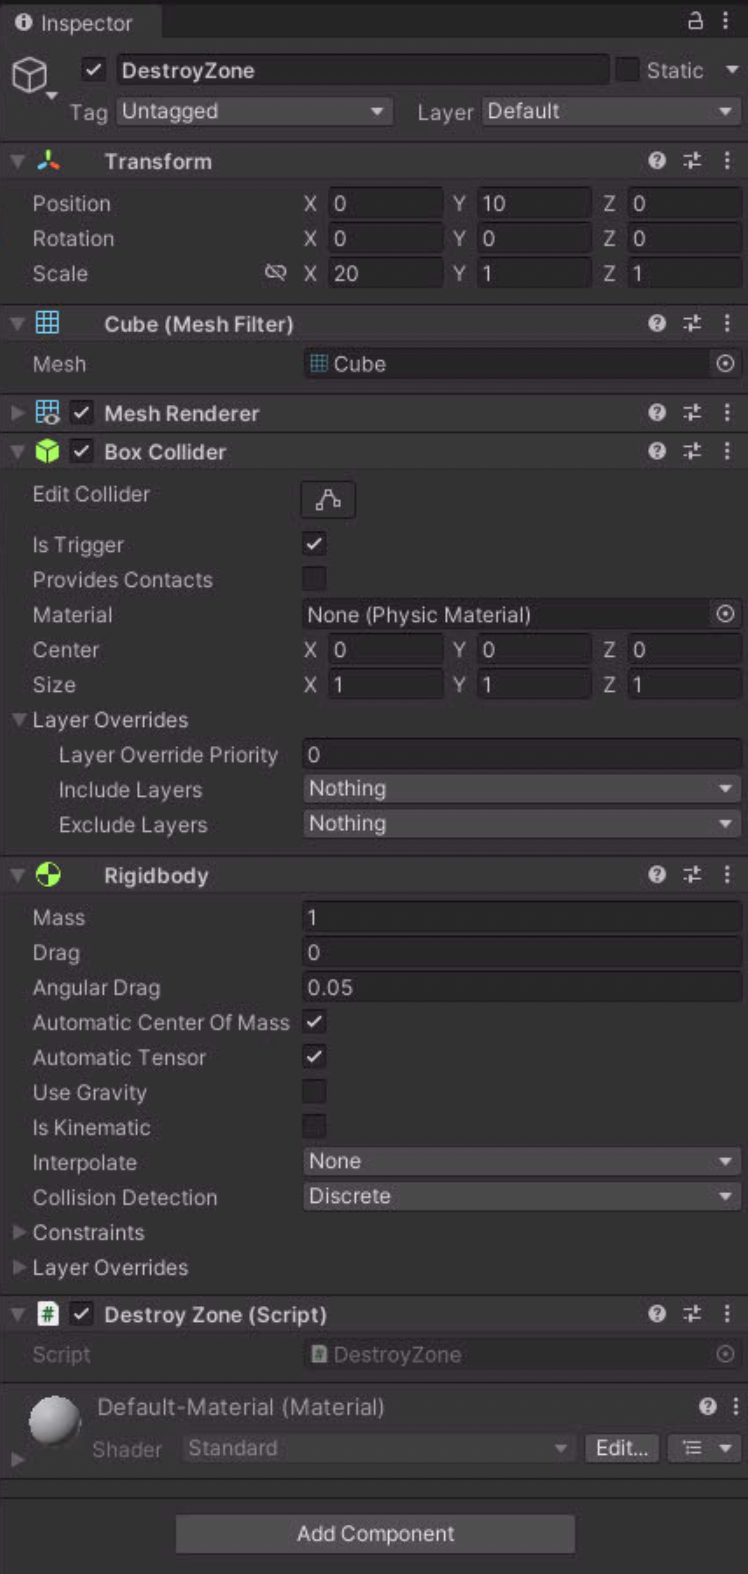 Inspector
DestroyZone Static
Tag Untagged Layer Default
Transform
Position X 0 Y 10 Z 0
Rotation X 0 Y 0 Z 0
Scale X 20 Y 1 Z 1
Cube (Mesh Filter)
Mesh Cube
Mesh Renderer
Box Collider
Edit Collider
Is Trigger
Provides Contacts
Material None (Physic Material)
Center X 0 Y 0 Z 0
Size X 1 Y 1 Z 1
Layer Overrides
Layer Override Priority 0
Include Layers Nothing
Exclude Layers Nothing
Rigidbody
Mass 1
Drag 0
Angular Drag 0.05
Automatic Center Of Mass
Automatic Tensor
Use Gravity
Is Kinematic
Interpolate None
Collision Detection Discrete
Constraints
Layer Overrides
# Destroy Zone (Script)
Script DestroyZone
Default-Material (Material)
Shader Standard Edit...
Add Component